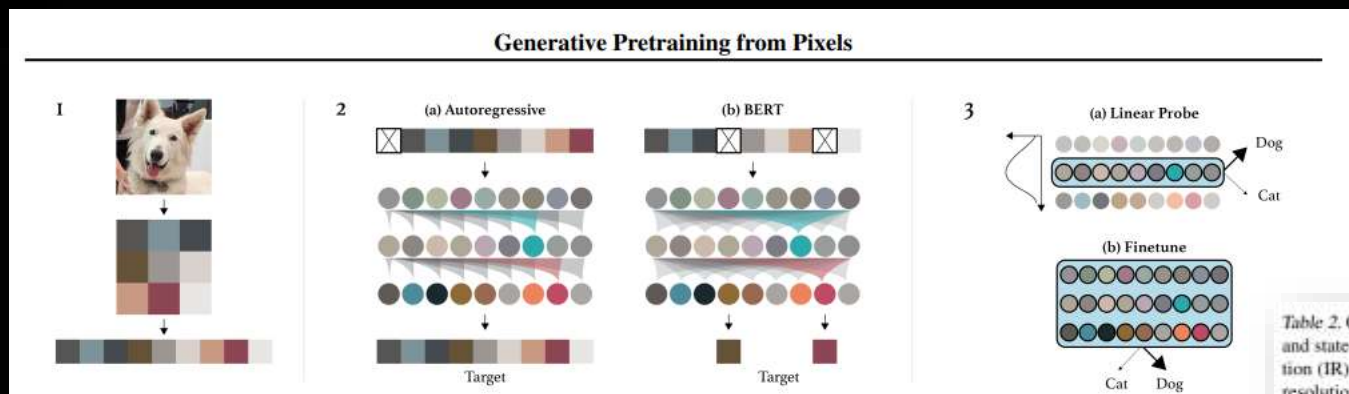 Generative Pretraining from Pixels
1
2
(a) Autoregressive
(b) BERT
Target
Target
3
(a) Linear Probe
Dog
Cat
(b) Finetune
Cat Dog
Table 2.
and state
tion (IR)
resolution